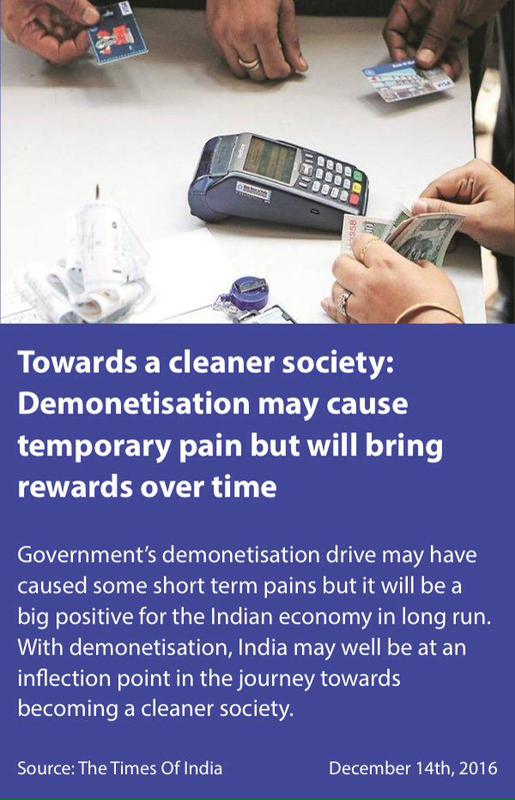 VISA
Towards a cleaner society:
Demonetisation may cause
temporary pain but will bring
rewards over time
Government's demonetisation drive may have
caused some short term pains but it will be a
big positive for the Indian economy in long run.
With demonetisation, India may well be at an
inflection point in the journey towards
becoming a cleaner society.
Source: The Times Of India December 14th, 2016